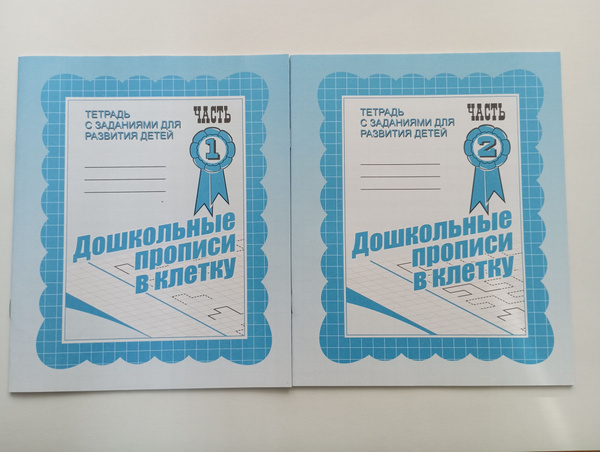 ТЕТРАДЬ
С ЗАДАНИЯМИ ДЛЯ
РАЗВИТИЯ ДЕТЕЙ
ЧАСТЬ
1
Дошкольные
прописи
в клетку
ТЕТРАДЬ
С ЗАДАНИЯМИ ДЛЯ
РАЗВИТИЯ ДЕТЕЙ
ЧАСТЬ
2
Дошкольные
прописи
в клетку